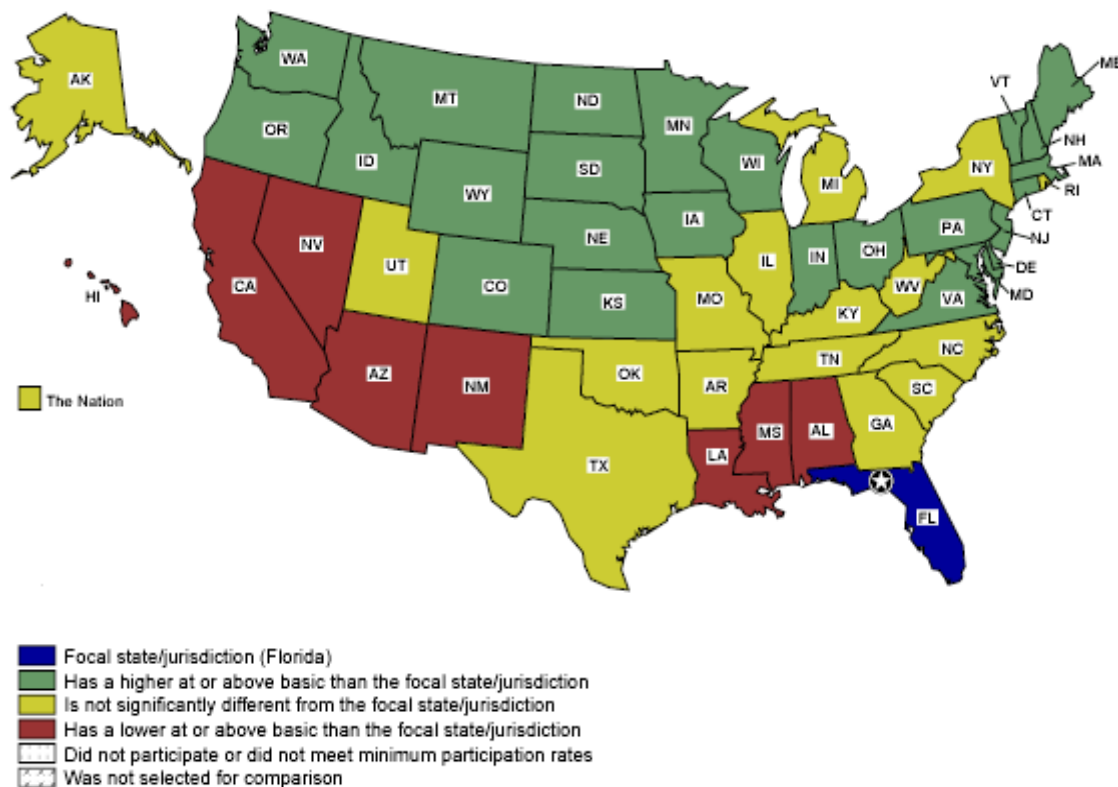 WA
MT
ND
MN
VT
ME
AK
OR
ID
SD
WI
NY
NH
MA
WY
MI
RI
CT
NE
IA
PA
NJ
NV
UT
CO
IL
IN
OH
DE
MD
HI
CA
KS
MO
WV
VA
KY
AZ
NM
OK
AR
TN
NC
SC
The Nation
TX
LA
MS
AL
GA
FL
Focal state/jurisdiction (Florida)
Has a higher at or above basic than the focal state/jurisdiction
Is not significantly different from the focal state/jurisdiction
Has a lower at or above basic than the focal state/jurisdiction
Did not participate or did not meet minimum participation rates
Was not selected for comparison